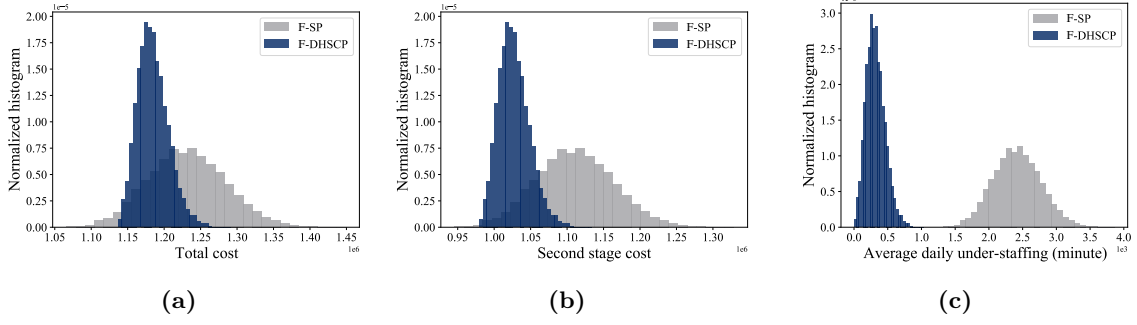 1e−5
F-SP
F-DHSCP
Normalized histogram
2.00
1.75
1.50
1.25
1.00
0.75
0.50
0.25
0.00
1.05 1.10 1.15 1.20 1.25 1.30 1.35 1.40 1.45
1e6
Total cost
(a)
1e−5
F-SP
F-DHSCP
Normalized histogram
2.00
1.75
1.50
1.25
1.00
0.75
0.50
0.25
0.00
0.95 1.00 1.05 1.10 1.15 1.20 1.25 1.30
1e6
Second stage cost
(b)
F-SP
F-DHSCP
Normalized histogram
3.0
2.5
2.0
1.5
1.0
0.5
0.0
0.0 0.5 1.0 1.5 2.0 2.5 3.0 3.5 4.0
1e3
Average daily under-staffing (minute)
(c)